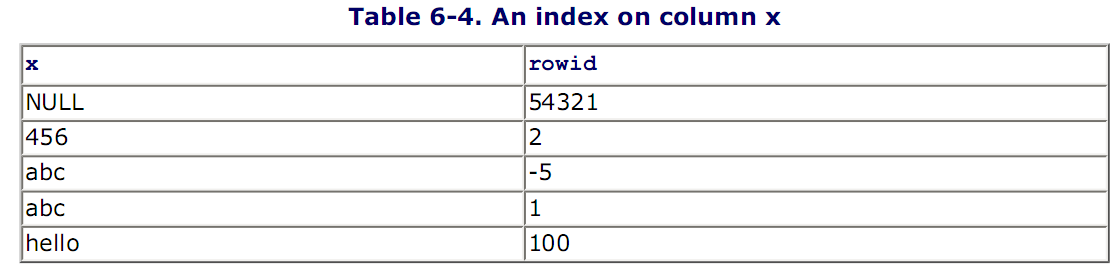 Table 6-4. An index on column x
x rowid
NULL 54321
456 2
abc -5
abc 1
hello 100